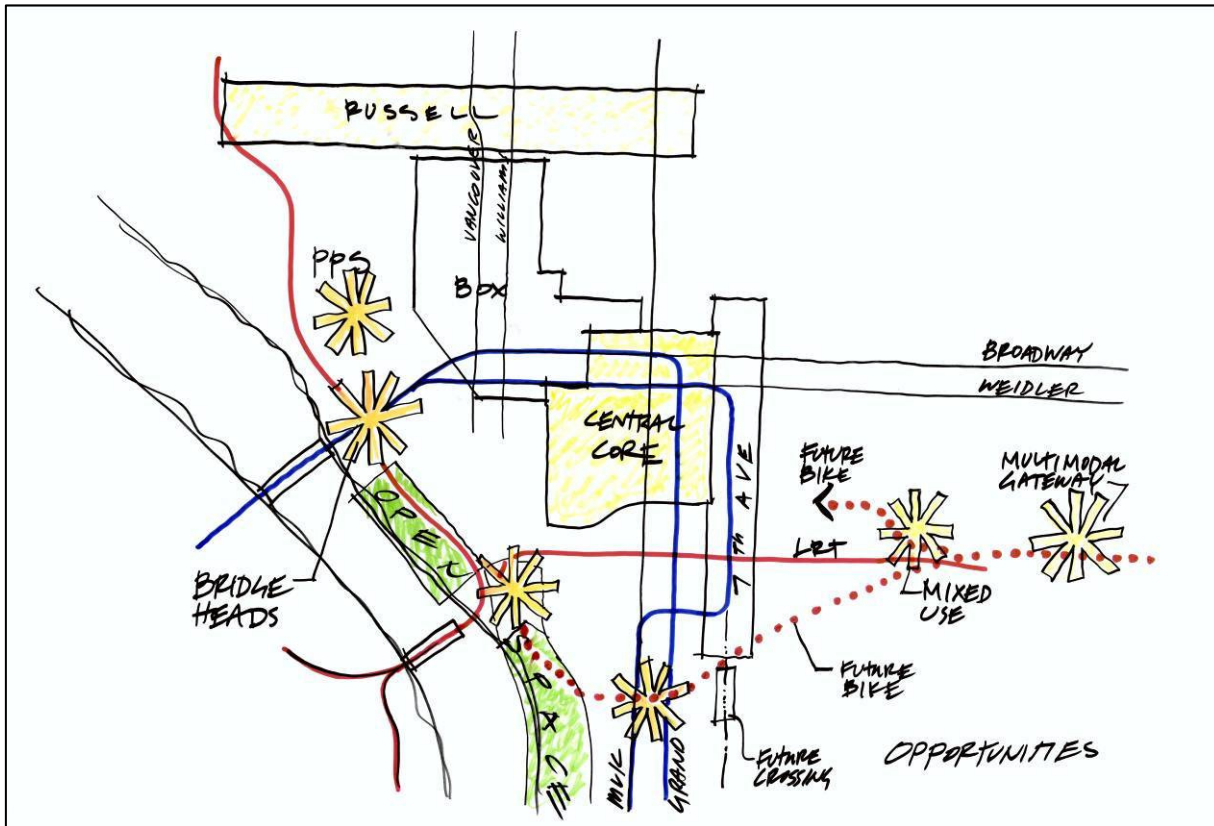 RUSSELL
VANCOUVER
WILLIAMS
PPS
BOX
BROADWAY
WEIDLER
CENTRAL
CORE
7TH AVE
FUTURE
BIKE
MULTIMODAL
GATEWAY
OPEN
SPACE
LRT
BRIDGE
HEADS
MIXED
USE
FUTURE
BIKE
MLK
GRAND
FUTURE
CROSSING
OPPORTUNITIES